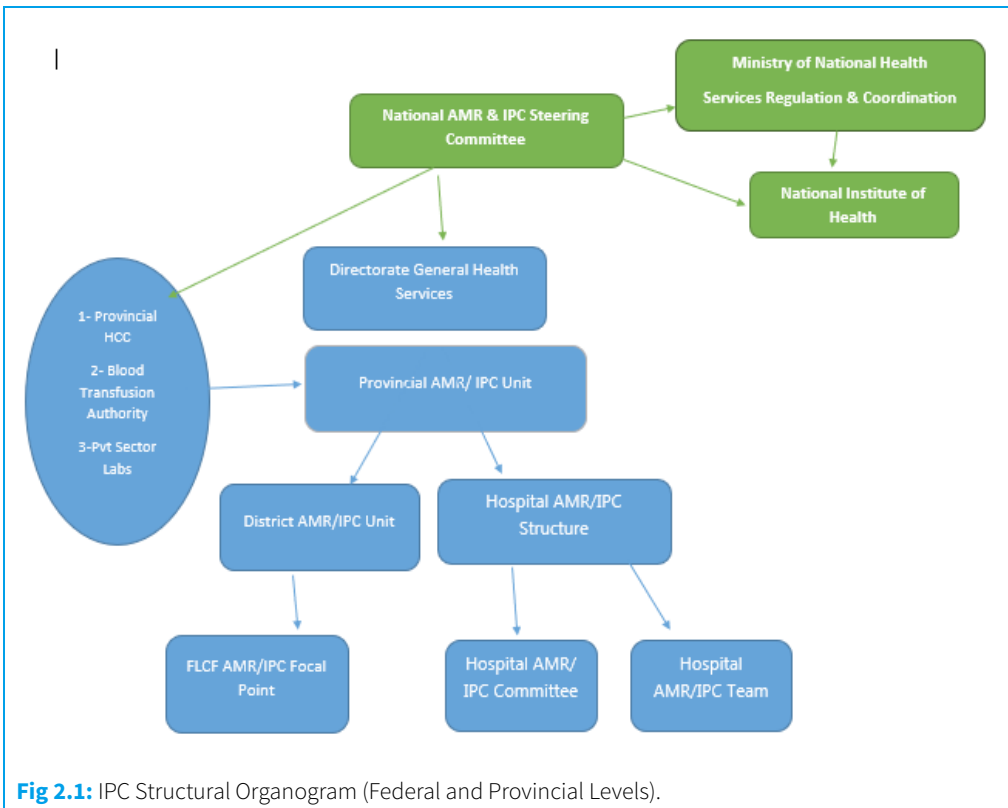 Ministry of National Health
Services Regulation & Coordination
National AMR & IPC Steering
Committee
National Institute of
Health
Directorate General Health
Services
1- Provincial
HCC
2- Blood
Transfusion
Authority
3-Pvt Sector
Labs
Provincial AMR/ IPC Unit
District AMR/IPC Unit
Hospital AMR/IPC
Structure
FLCF AMR/IPC Focal
Point
Hospital AMR/
IPC Committee
Hospital
AMR/IPC Team
Fig 2.1: IPC Structural Organogram (Federal and Provincial Levels).